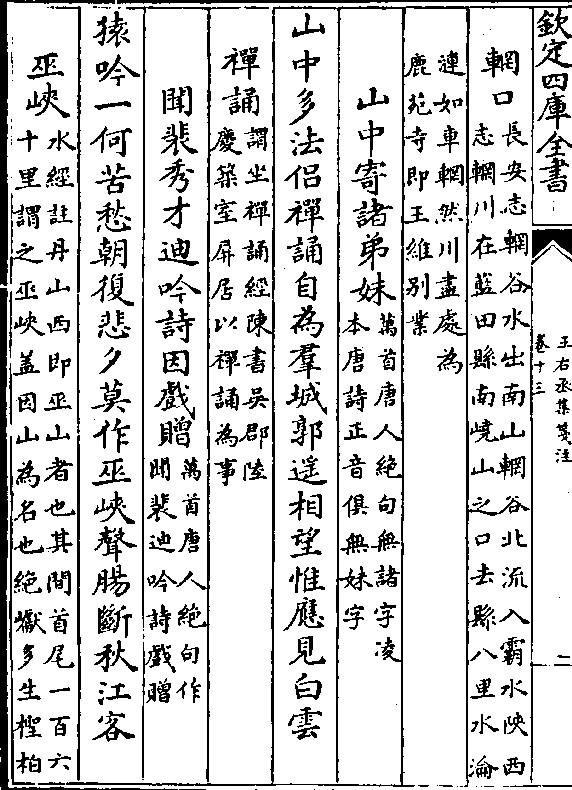 欽定四庫全書
王右丞集箋注
卷十三
二
輞口長安志輞谷水出南山輞谷北流入霸水陝西
志輞川在藍田縣南嶢山之口去縣八里水淪
漣如車輞然川盡處為
鹿苑寺即王維别業
山中寄諸弟妹萬首唐人絶句無諸字凌
本唐詩正音俱無妹字
山中多法侣禪誦自為羣城郭遥相望惟應見白雲
禪誦謂坐禪誦經陳書吳郡陸
慶築室屏居以禪誦為事
聞裴秀才迪吟詩因戲贈萬首唐人絶句作
聞裴迪吟詩戲贈
猿吟一何苦愁朝復悲夕莫作巫峽聲腸斷秋江客
巫峽水經註丹山西即巫山者也其間首尾一百六
十里謂之巫峽葢因山為名也絶巘多生檉柏